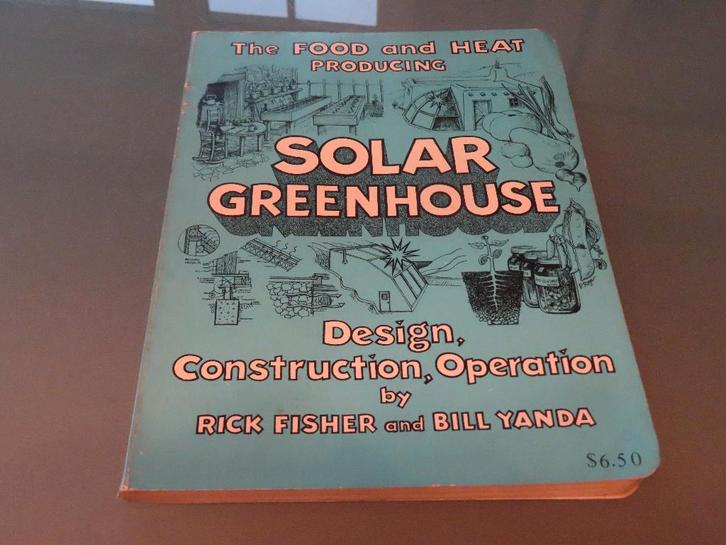 The FOOD and HEAT
PRODUCING
SOLAR
GREENHOUSE
Design,
Construction, Operation
by
RICK FISHER and BILL YANDA
$6.50